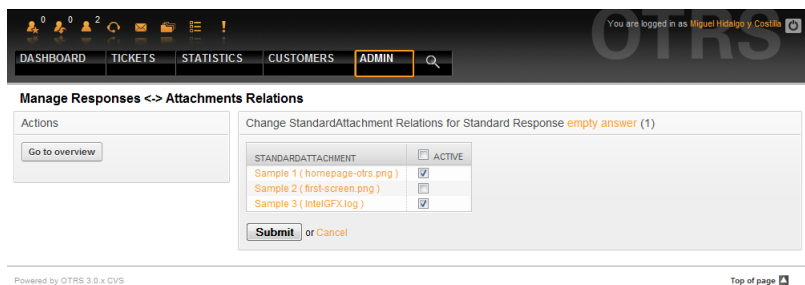 0 0 2
You are logged in as Miguel Hidalgo y Costilla
OTRS
DASHBOARD TICKETS STATISTICS CUSTOMERS ADMIN
Manage Responses <-> Attachments Relations
Actions
Go to overview
Change StandardAttachment Relations for Standard Response empty answer (1)
STANDARDATTACHMENT ACTIVE
Sample 1 ( homepage-otrs.png )
Sample 2 ( first-screen.png )
Sample 3 ( IntelGFX.log )
Submit or Cancel
Powered by OTRS 3.0.x CVS
Top of page